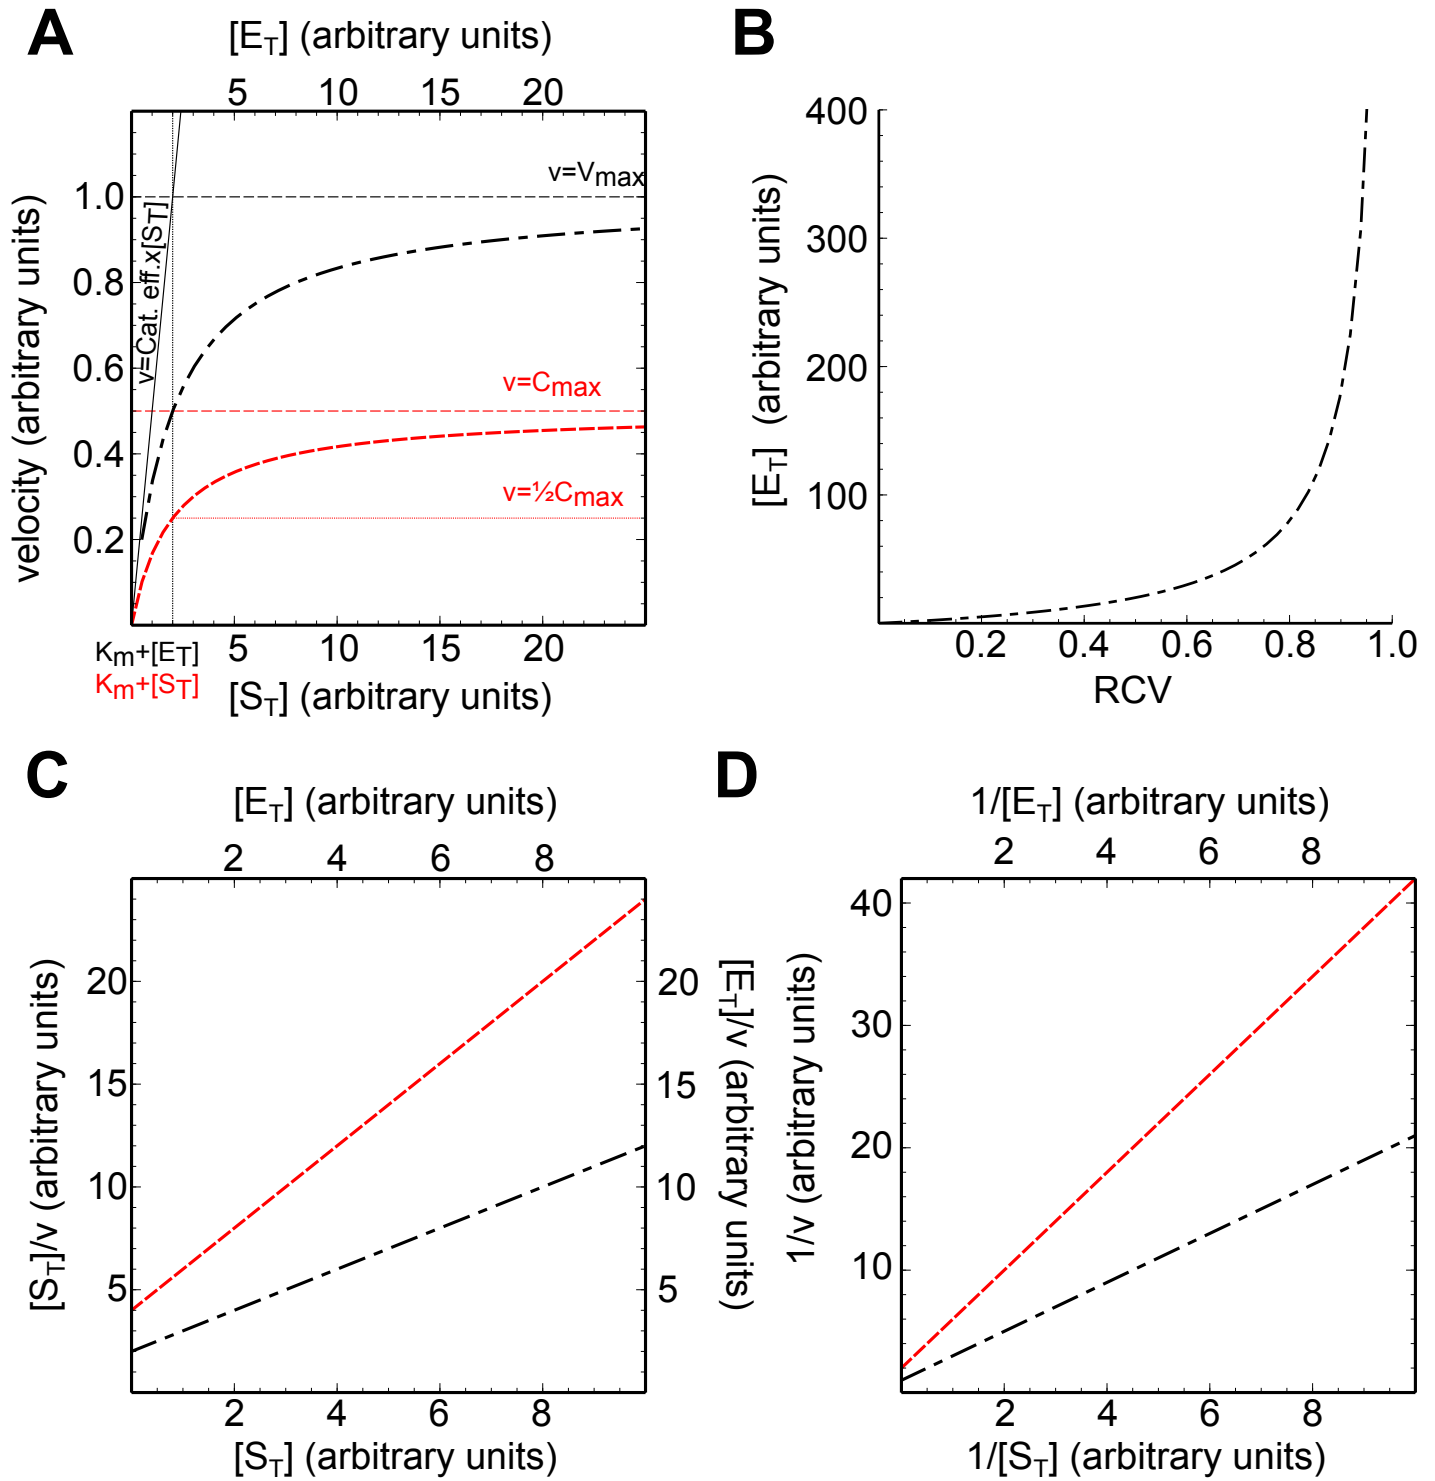 A
[E_T] (arbitrary units)
5 10 15 20
velocity (arbitrary units)
1.0
0.8
0.6
0.4
0.2
v=Cat. eff.x[S_T]
v=V_max
v=C_max
v=½C_max
K_m+[E_T]
K_m+[S_T]
5 10 15 20
[S_T] (arbitrary units)
B
[E_T] (arbitrary units)
400
300
200
100
0.2 0.4 0.6 0.8 1.0
RCV
C
[E_T] (arbitrary units)
2 4 6 8
[S_T]/v (arbitrary units)
20
15
10
5
20
15
10
5
[E_T]/v (arbitrary units)
2 4 6 8
[S_T] (arbitrary units)
D
1/[E_T] (arbitrary units)
2 4 6 8
1/v (arbitrary units)
40
30
20
10
2 4 6 8
1/[S_T] (arbitrary units)